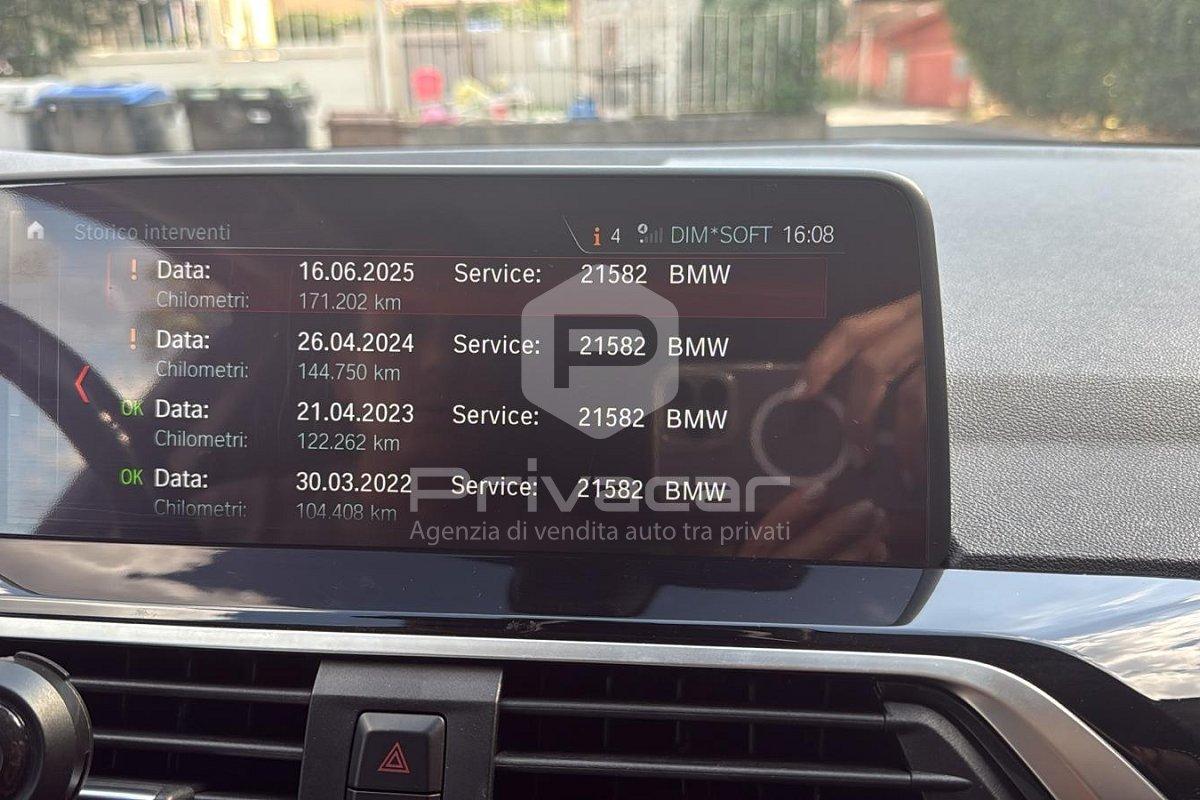 Storico interventi
i 4 DIM*SOFT 16:08
! Data: 16.06.2025 Service: 21582 BMW
Chilometri: 171.202 km
! Data: 26.04.2024 Service: 21582 BMW
Chilometri: 144.750 km
OK Data: 21.04.2023 Service: 21582 BMW
Chilometri: 122.262 km
OK Data: 30.03.2022 Service: 21582 BMW
Chilometri: 104.408 km
P
Privacar
Agenzia di vendita auto tra privati